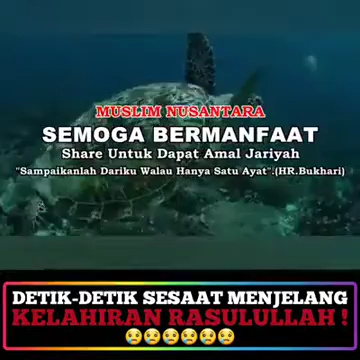 MUSLIM NUSANTARA
SEMOGA BERMANFAAT
Share Untuk Dapat Amal Jariyah
"Sampaikanlah Dariku Walau Hanya Satu Ayat".(HR.Bukhari)
DETIK-DETIK SESAAT MENJELANG
KELAHIRAN RASULULLAH !
😢😢😢😢😢😢